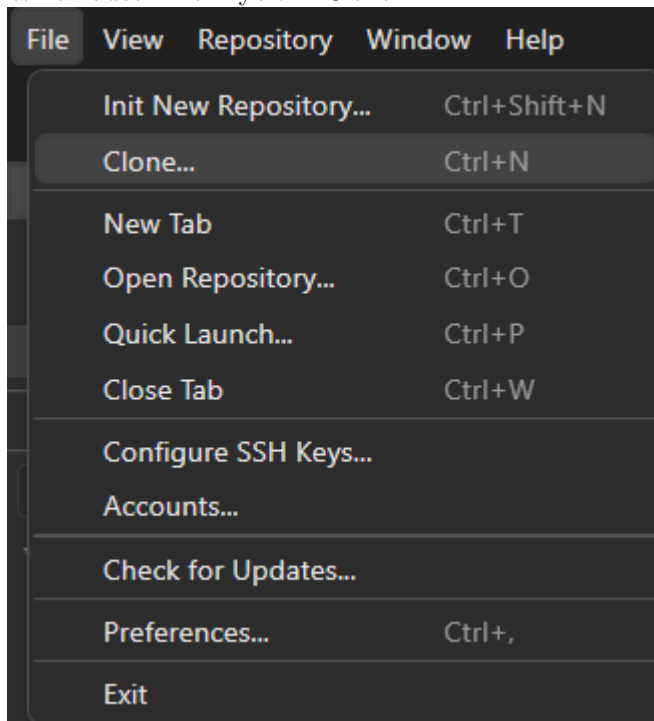 File View Repository Window Help
Init New Repository... Ctrl+Shift+N
Clone... Ctrl+N
New Tab Ctrl+T
Open Repository... Ctrl+O
Quick Launch... Ctrl+P
Close Tab Ctrl+W
Configure SSH Keys...
Accounts...
Check for Updates...
Preferences... Ctrl+,
Exit